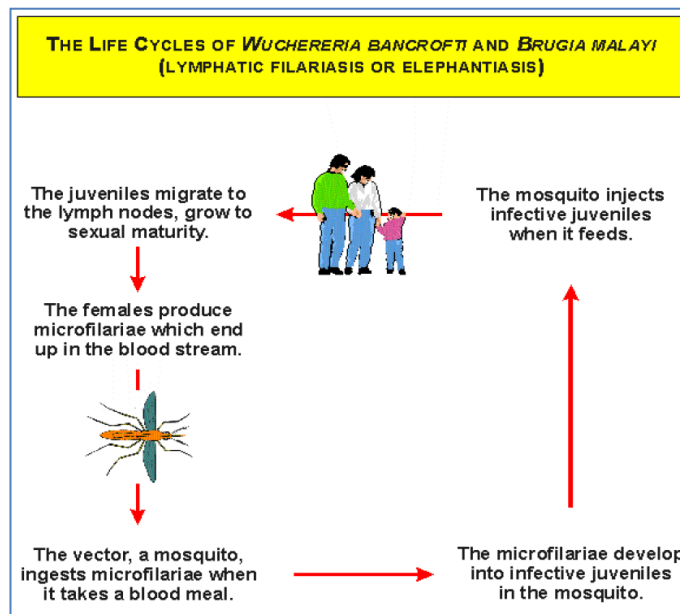 THE LIFE CYCLES OF WUCHERERIA BANCROFTI AND BRUGIA MALAYI
(LYMPHATIC FILARIASIS OR ELEPHANTIASIS)
The juveniles migrate to
the lymph nodes, grow to
sexual maturity.
The mosquito injects
infective juveniles
when it feeds.
The females produce
microfilariae which end
up in the blood stream.
The vector, a mosquito,
ingests microfilariae when
it takes a blood meal.
The microfilariae develop
into infective juveniles
in the mosquito.